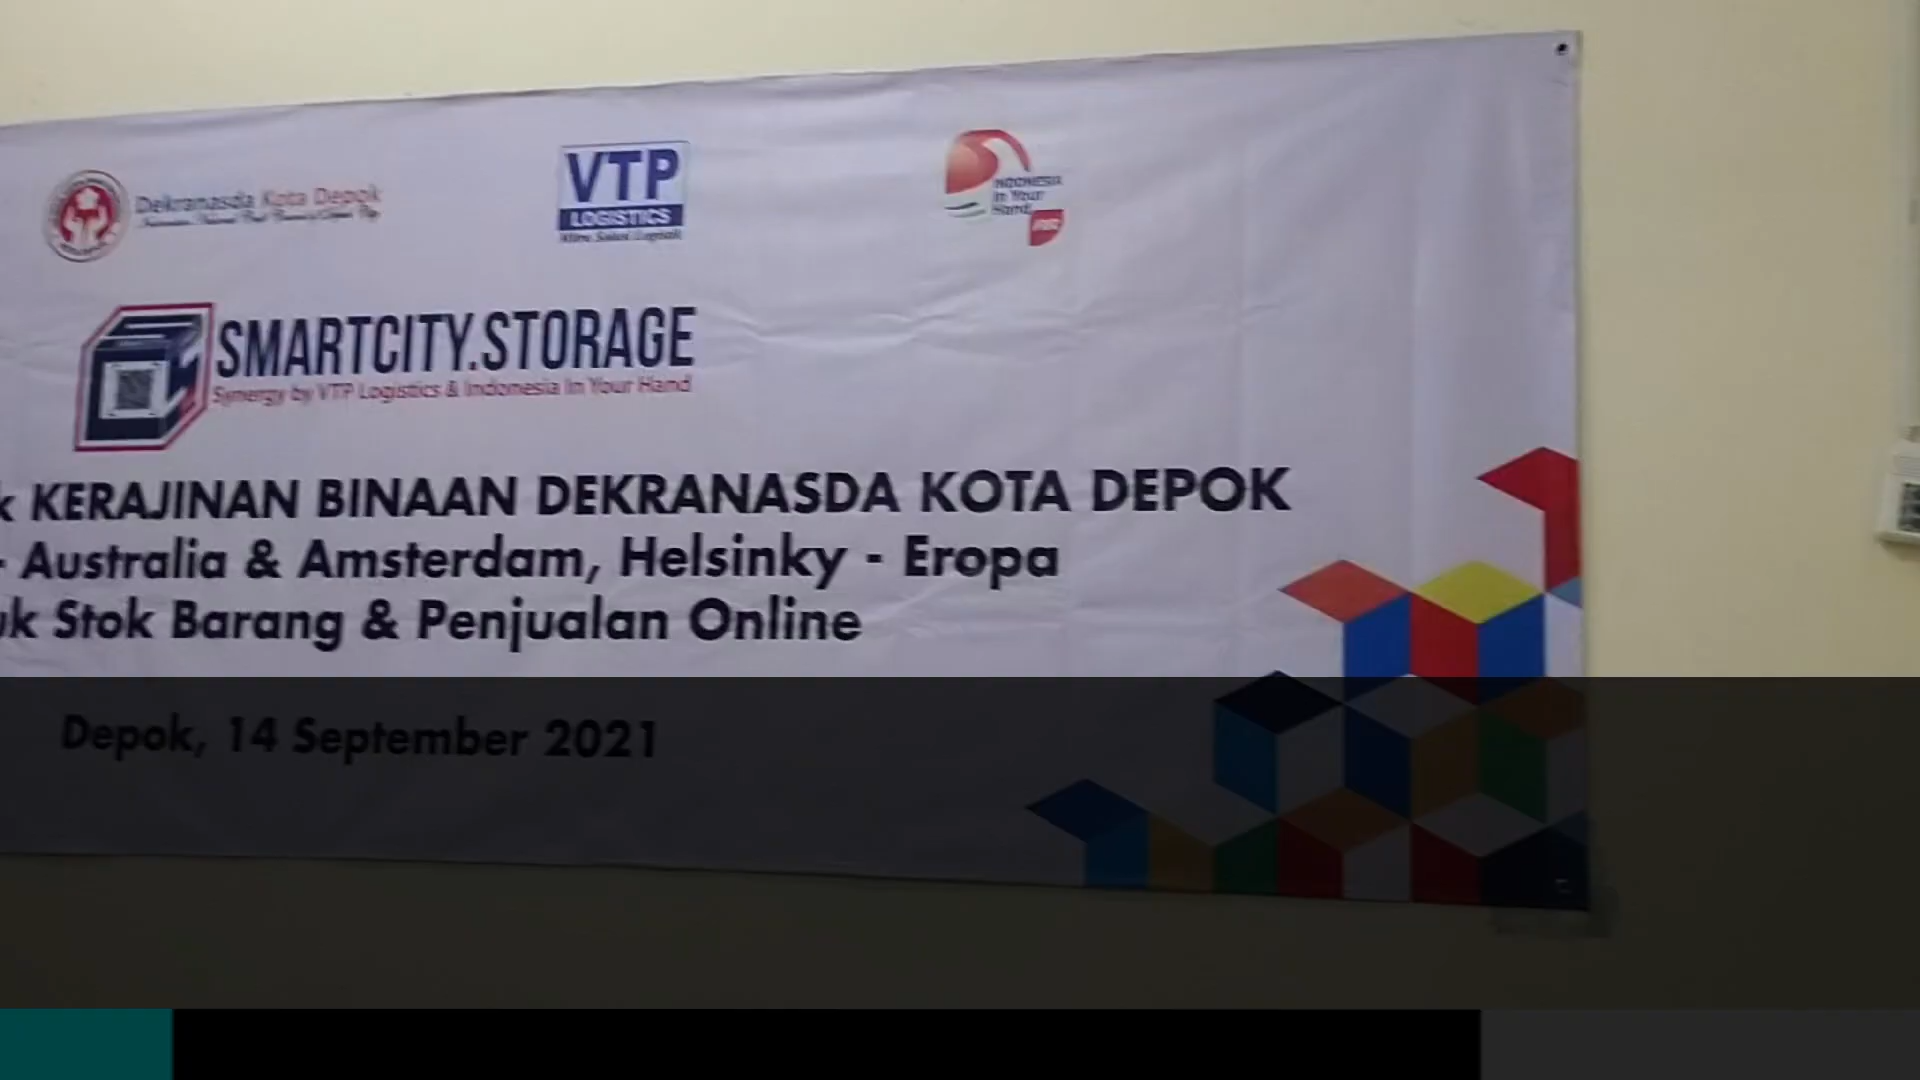 Dekranasda Kota Depok
VTP
LOGISTICS
INDONESIA
In Your
Hand
SMARTCITY.STORAGE
Synergy by VTP Logistics & Indonesia In Your Hand
KERAJINAN BINAAN DEKRANASDA KOTA DEPOK
- Australia & Amsterdam, Helsinky - Eropa
Stok Barang & Penjualan Online
Depok, 14 September 2021